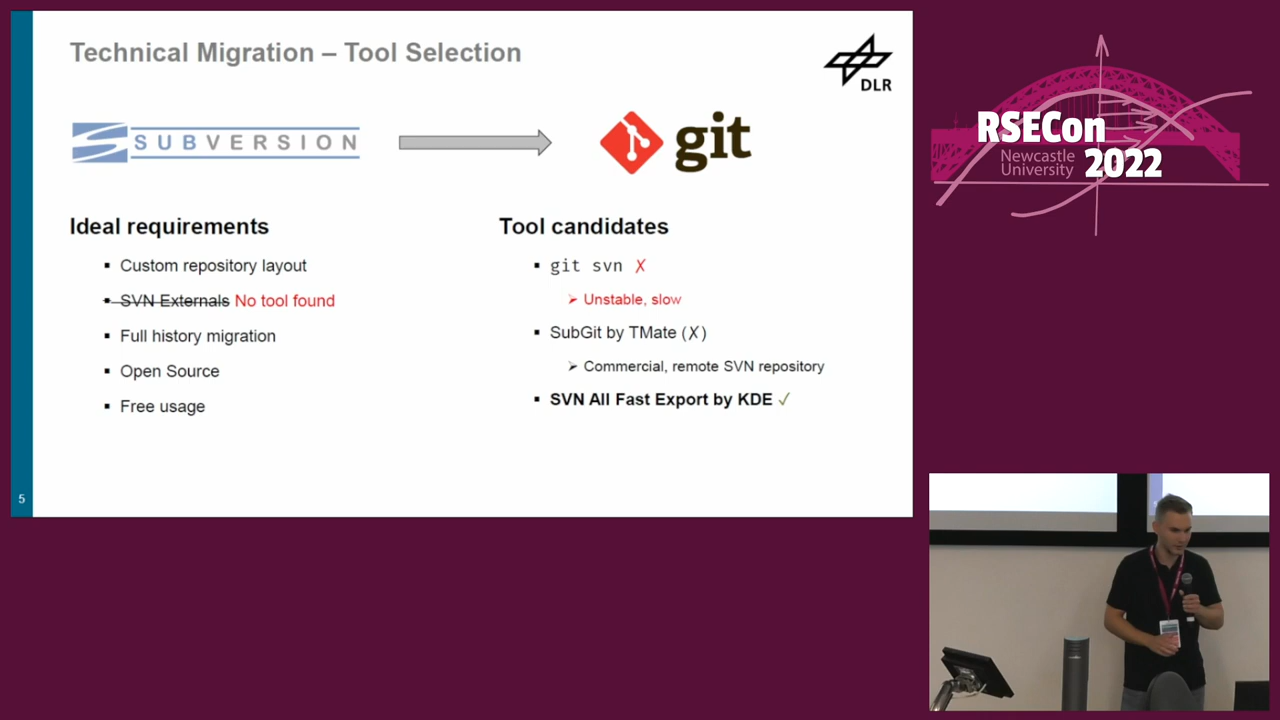 Technical Migration – Tool Selection
DLR
SUBVERSION
git
Ideal requirements
▪ Custom repository layout
▪ SVN Externals No tool found
▪ Full history migration
▪ Open Source
▪ Free usage
Tool candidates
▪ git svn ✗
➢ Unstable, slow
▪ SubGit by TMate (✗)
➢ Commercial, remote SVN repository
▪ SVN All Fast Export by KDE ✓
5
RSECon
Newcastle
University 2022